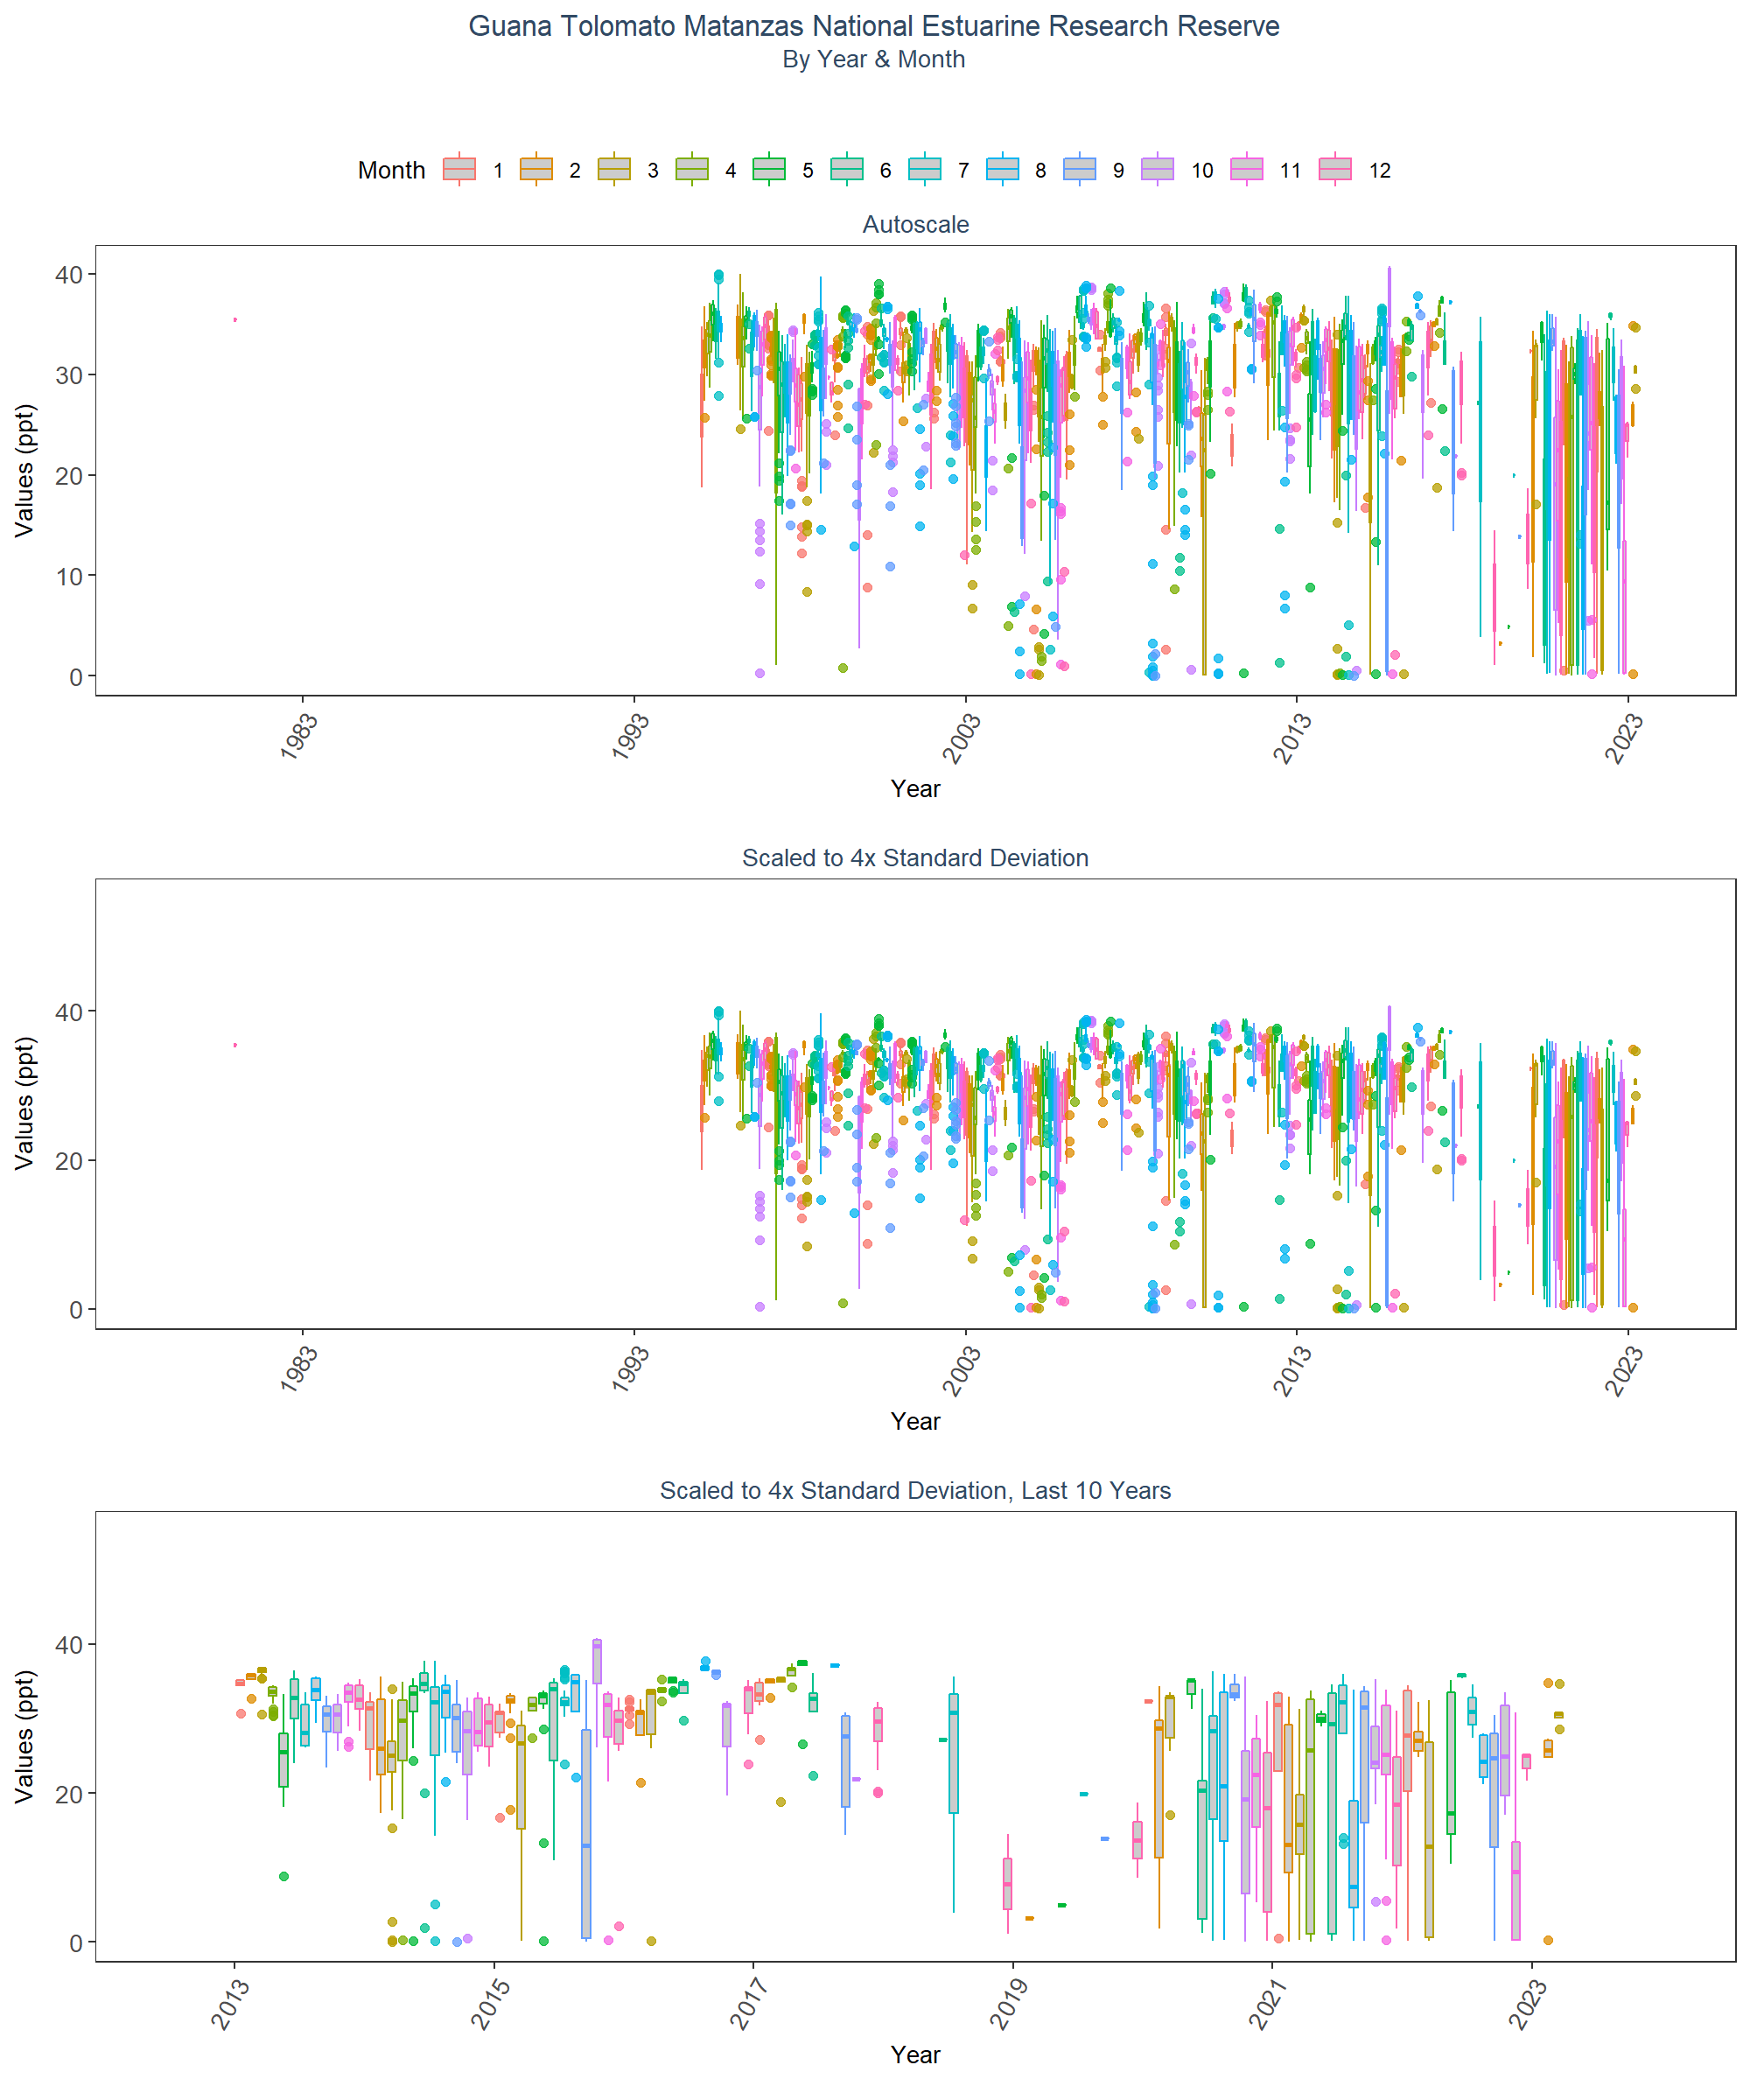 Guana Tolomato Matanzas National Estuarine Research Reserve
By Year & Month
Month 1 2 3 4 5 6 7 8 9 10 11 12
Autoscale
Values (ppt)
40
30
20
10
0
1983 1993 2003 2013 2023
Year
Scaled to 4x Standard Deviation
Values (ppt)
40
20
0
1983 1993 2003 2013 2023
Year
Scaled to 4x Standard Deviation, Last 10 Years
Values (ppt)
40
20
0
2013 2015 2017 2019 2021 2023
Year